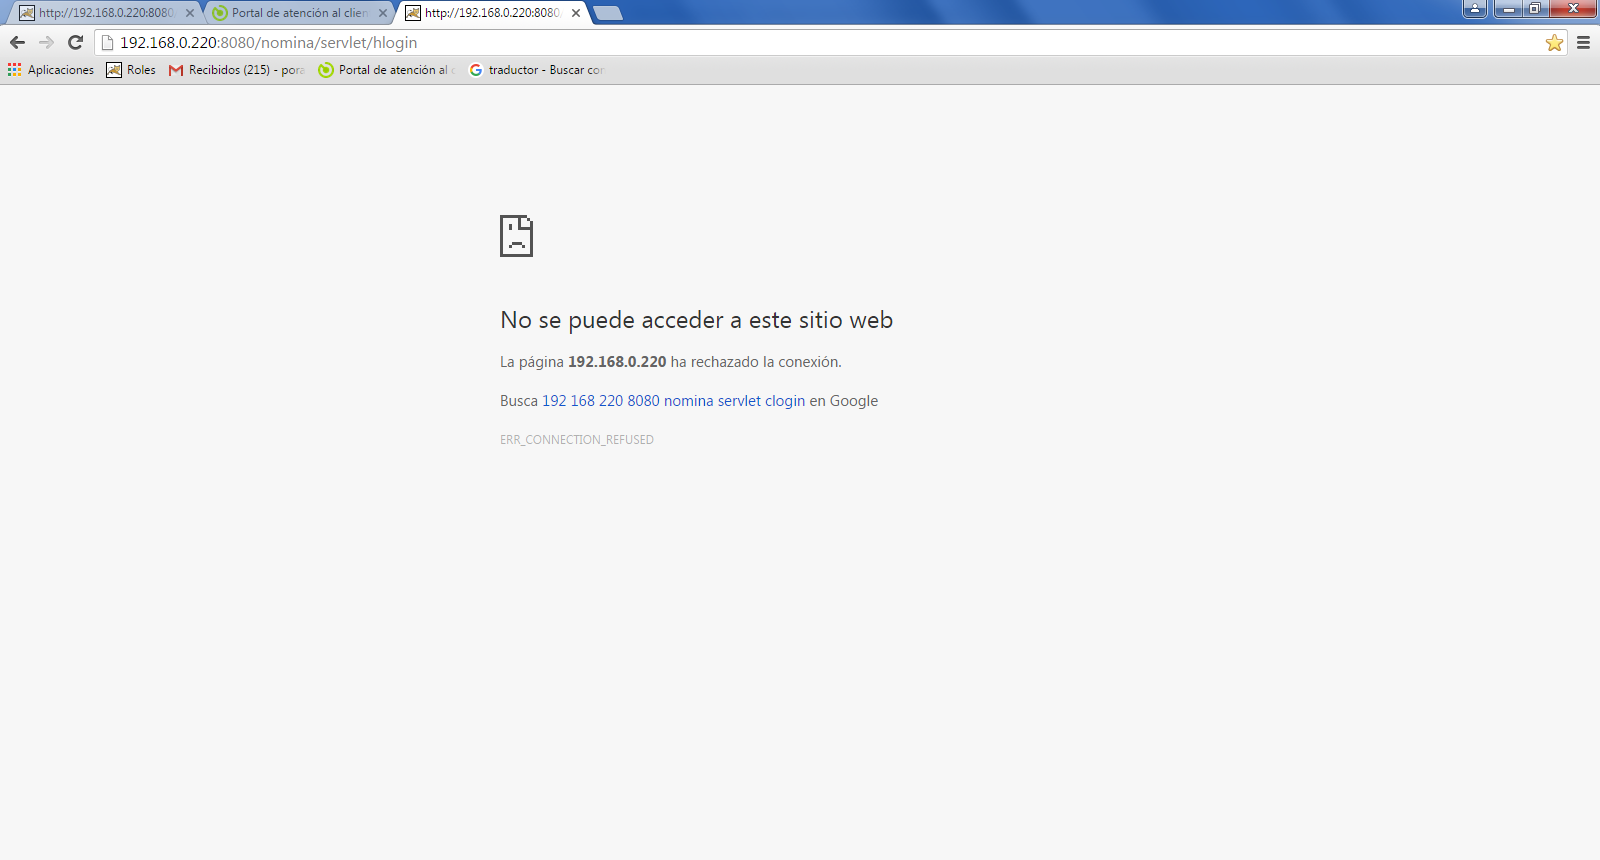 http://192.168.0.220:8080 Portal de atención al clien http://192.168.0.220:8080
192.168.0.220:8080/nomina/servlet/hlogin
Aplicaciones Roles Recibidos (215) - pora Portal de atención al c traductor - Buscar con
No se puede acceder a este sitio web
La página 192.168.0.220 ha rechazado la conexión.
Busca 192 168 220 8080 nomina servlet clogin en Google
ERR_CONNECTION_REFUSED